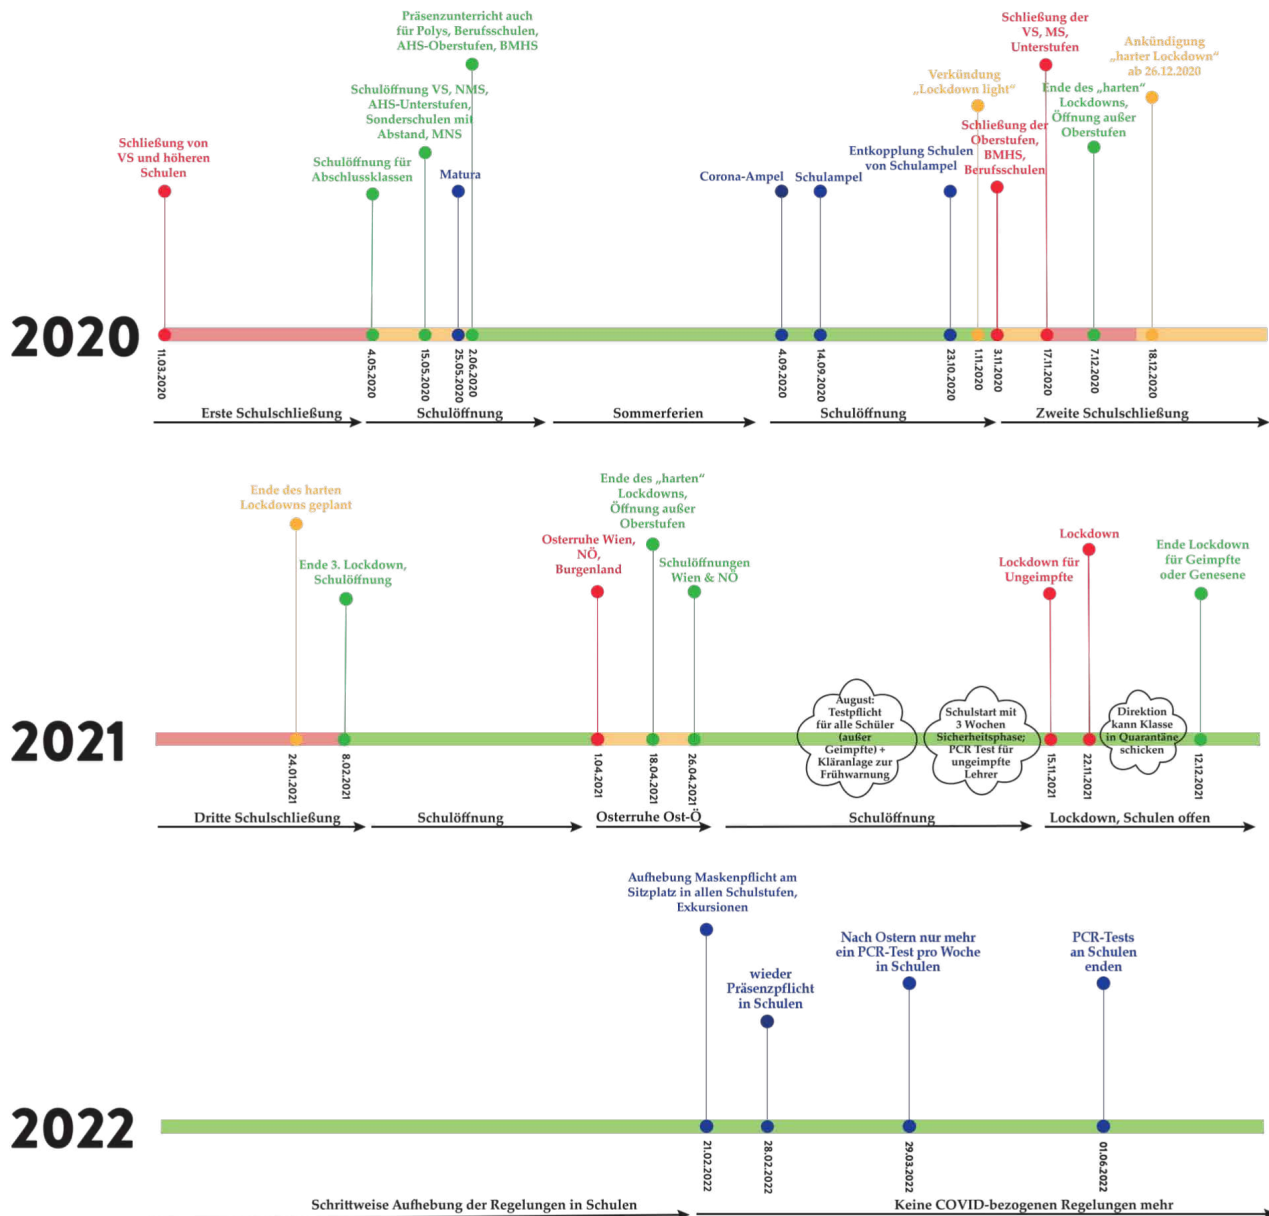 Präsenzunterricht auch
für Polys, Berufsschulen,
AHS-Oberstufen, BMHS
Schulöffnung VS, NMS,
AHS-Unterstufen,
Sonderschulen mit
Abstand, MNS
Schließung von
VS und höheren
Schulen
Schulöffnung für
Abschlussklassen
Matura
Corona-Ampel
Schulampel
Entkopplung Schulen
von Schulampel
Verkündung
„Lockdown light“
Schließung der
Oberstufen,
BMHS,
Berufsschulen
Schließung der
VS, MS,
Unterstufen
Ende des „harten“
Lockdowns,
Öffnung außer
Oberstufen
Ankündigung
„harter Lockdown“
ab 26.12.2020
2020
11.03.2020
4.05.2020
15.05.2020
25.05.2020
2.06.2020
4.09.2020
14.09.2020
23.10.2020
1.11.2020
3.11.2020
17.11.2020
7.12.2020
18.12.2020
Erste Schulschließung
Schulöffnung
Sommerferien
Schulöffnung
Zweite Schulschließung
Ende des harten
Lockdowns geplant
Ende 3. Lockdown,
Schulöffnung
Osterruhe Wien,
NÖ,
Burgenland
Ende des „harten“
Lockdowns,
Öffnung außer
Oberstufen
Schulöffnungen
Wien & NÖ
Lockdown für
Ungeimpfte
Lockdown
Ende Lockdown
für Geimpfte
oder Genesene
August:
Testpflicht
für alle Schüler
(außer
Geimpfte) +
Kläranlage zur
Frühwarnung
Schulstart mit
3 Wochen
Sicherheitsphase;
PCR Test für
ungeimpfte
Lehrer
Direktion
kann Klasse
in Quarantäne
schicken
2021
24.01.2021
8.02.2021
1.04.2021
18.04.2021
26.04.2021
15.11.2021
22.11.2021
12.12.2021
Dritte Schulschließung
Schulöffnung
Osterruhe Ost-Ö
Schulöffnung
Lockdown, Schulen offen
Aufhebung Maskenpflicht am
Sitzplatz in allen Schulstufen,
Exkursionen
wieder
Präsenzpflicht
in Schulen
Nach Ostern nur mehr
ein PCR-Test pro Woche
in Schulen
PCR-Tests
an Schulen
enden
2022
21.02.2022
28.02.2022
29.03.2022
01.06.2022
Schrittweise Aufhebung der Regelungen in Schulen
Keine COVID-bezogenen Regelungen mehr